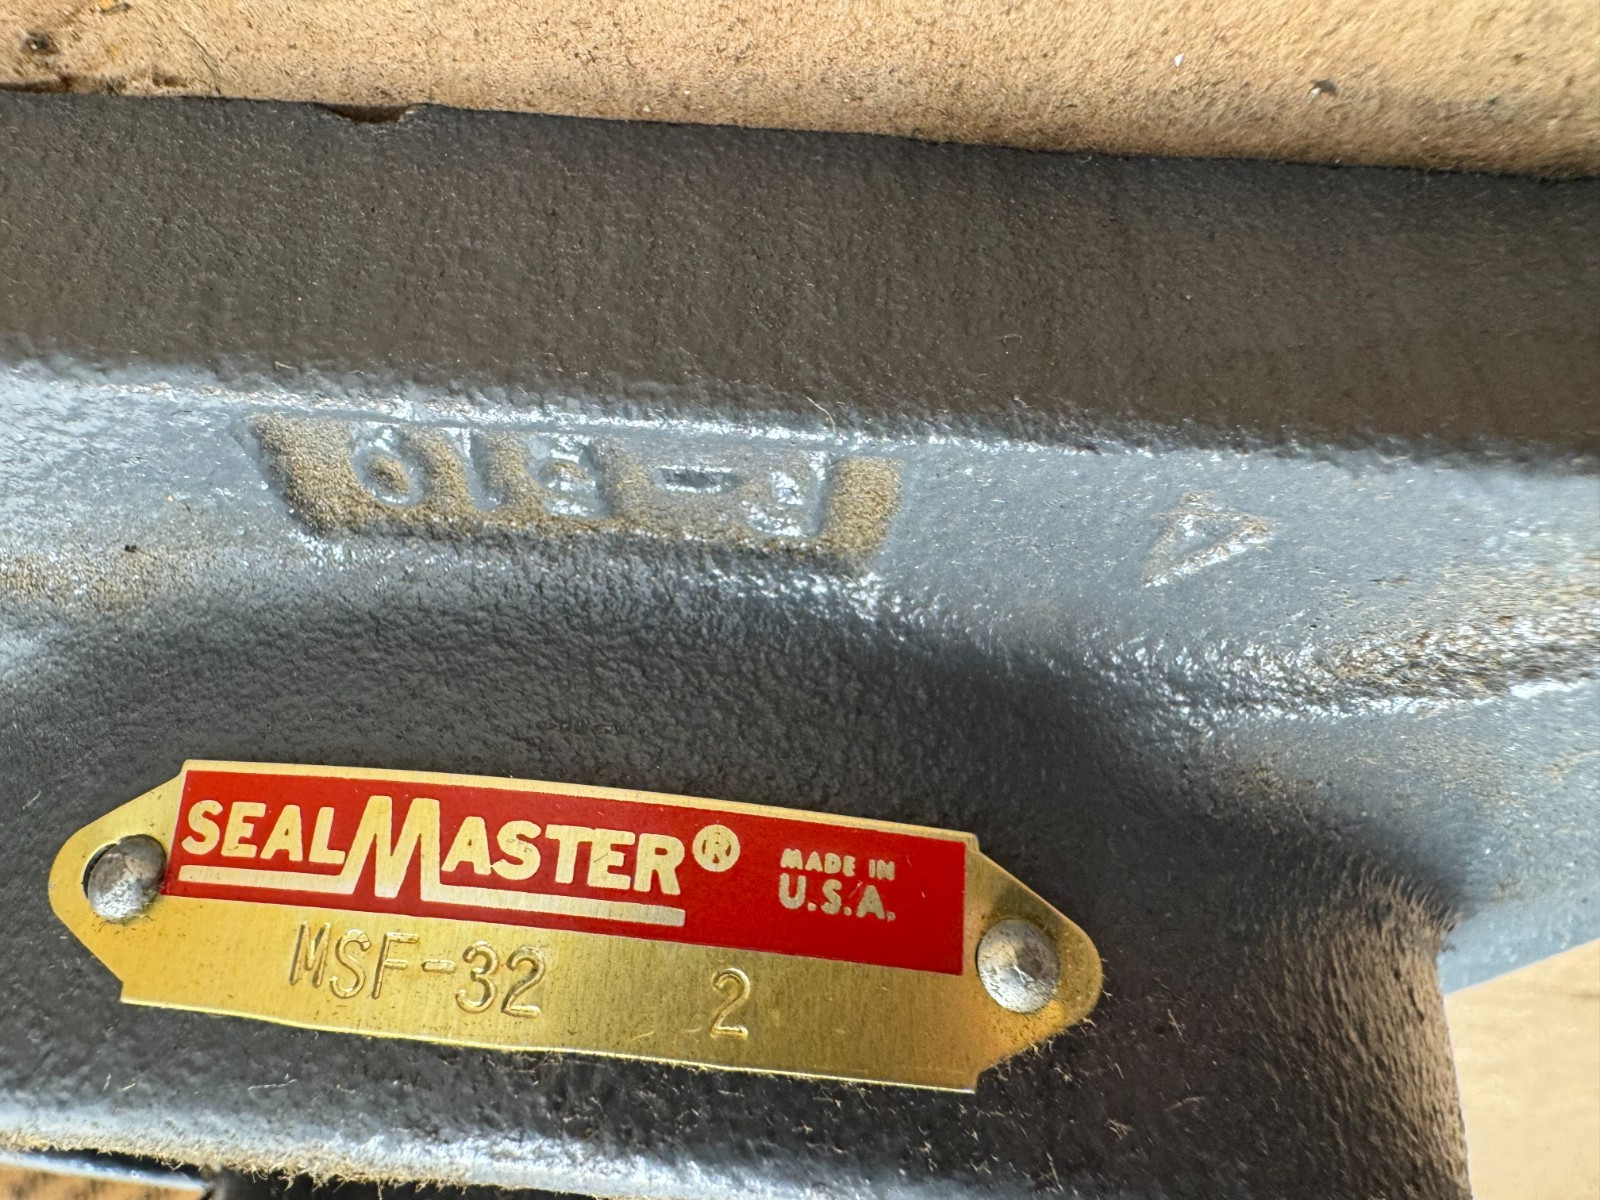 SEALMASTER®
MADE IN
U.S.A.
MSF-32 2